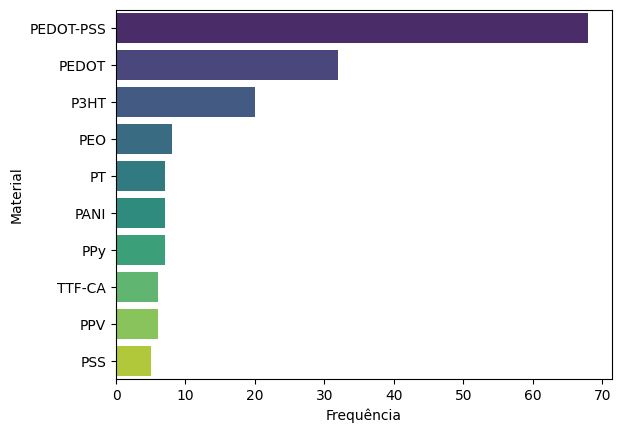 PEDOT-PSS
PEDOT
P3HT
PEO
PT
PANI
PPy
TTF-CA
PPV
PSS
Material
0 10 20 30 40 50 60 70
Frequência